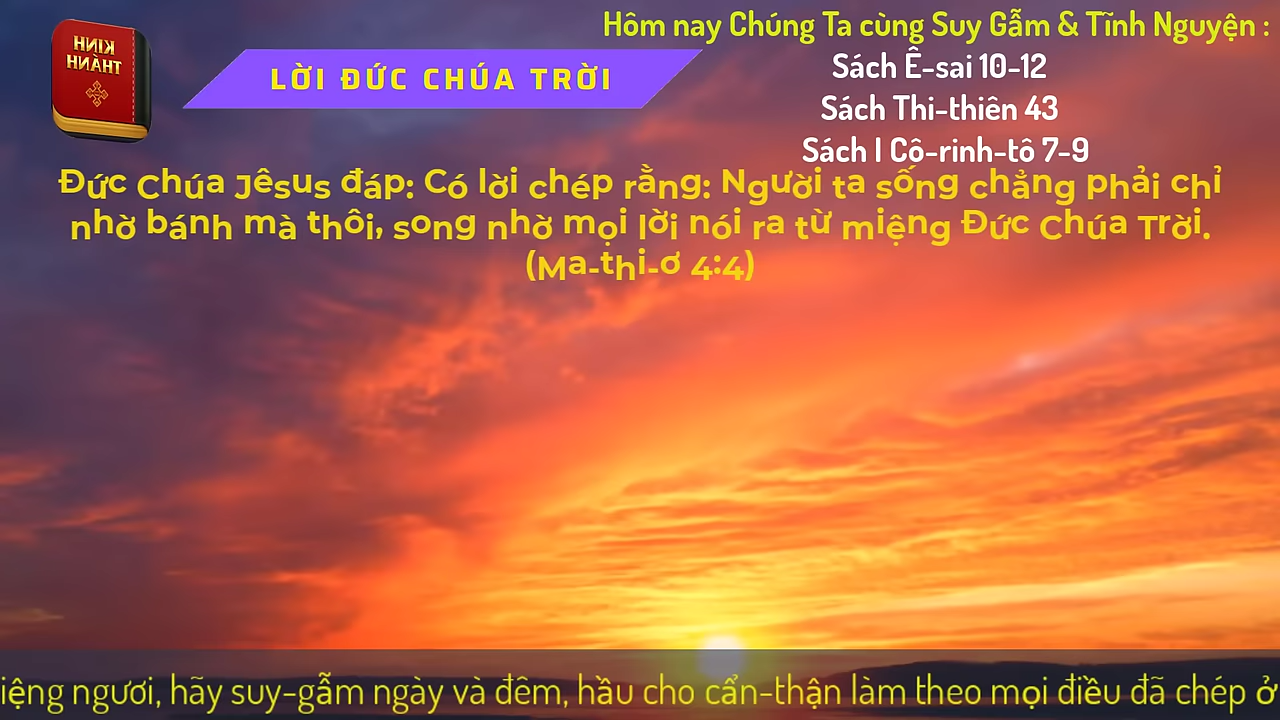 KINH
THÁNH
LỜI ĐỨC CHÚA TRỜI
Hôm nay Chúng Ta cùng Suy Gẫm & Tĩnh Nguyện :
Sách Ê-sai 10-12
Sách Thi-thiên 43
Sách I Cô-rinh-tô 7-9
Đức Chúa Jêsus đáp: Có lời chép rằng: Người ta sống chẳng phải chỉ
nhờ bánh mà thôi, song nhờ mọi lời nói ra từ miệng Đức Chúa Trời.
(Ma-thi-ơ 4:4)
iệng ngươi, hãy suy-gẫm ngày và đêm, hầu cho cẩn-thận làm theo mọi điều đã chép ở